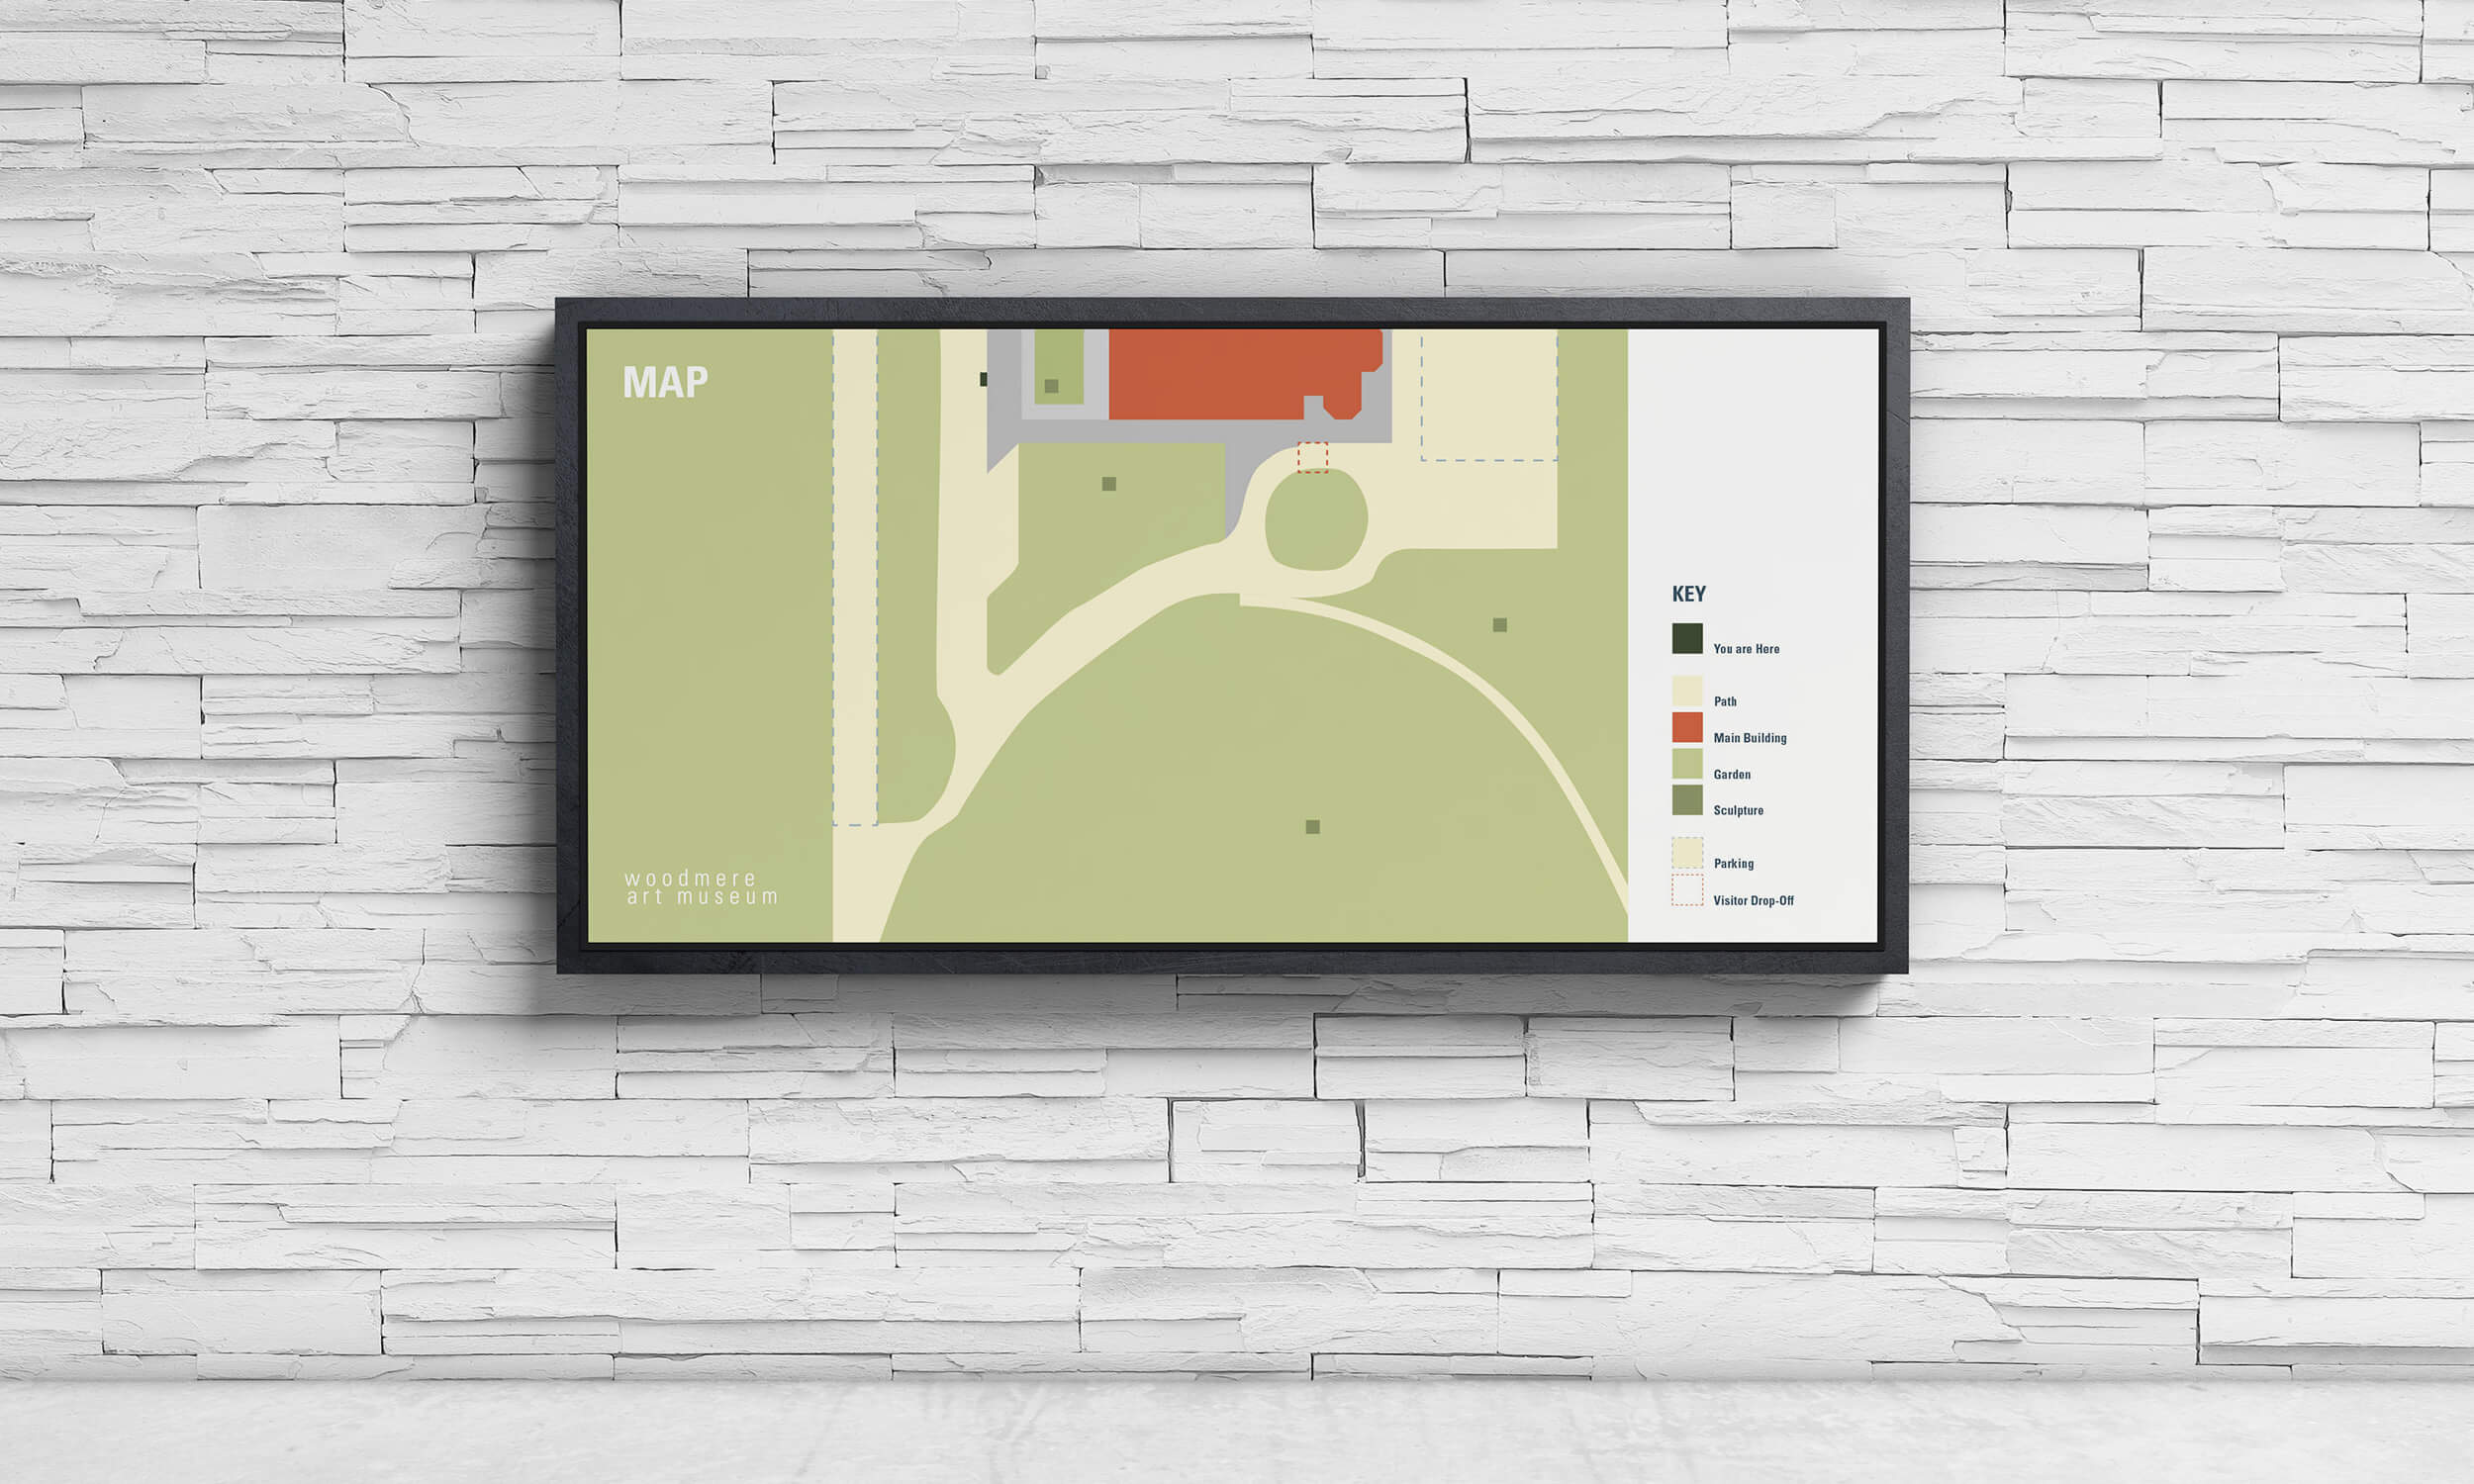 MAP
woodmere
art museum
KEY
You are Here
Path
Main Building
Garden
Sculpture
Parking
Visitor Drop-Off